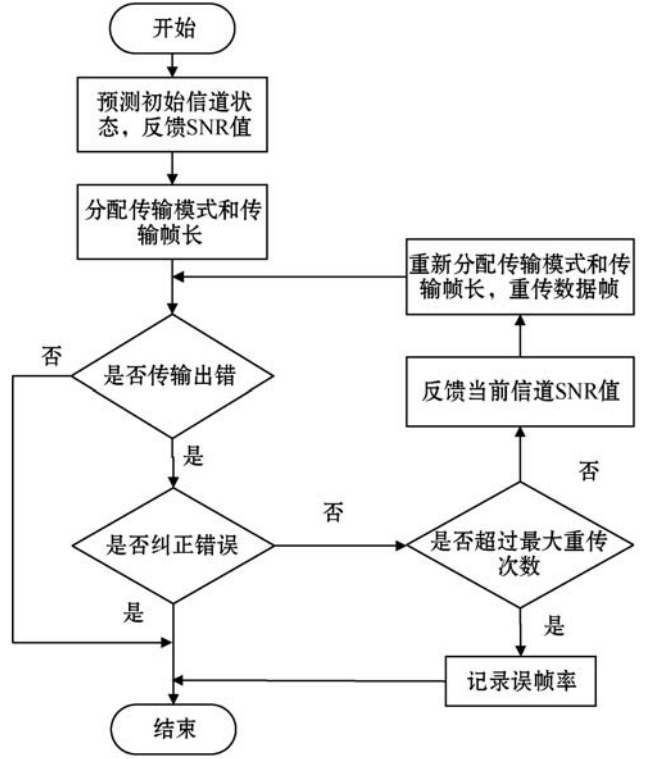 开始
预测初始信道状
态，反馈SNR值
分配传输模式和传
输帧长
重新分配传输模式和传
输帧长，重传数据帧
否
是否传输出错
反馈当前信道SNR值
是
否
否
是否纠正错误
是否超过最大重传
次数
是
是
记录误帧率
结束